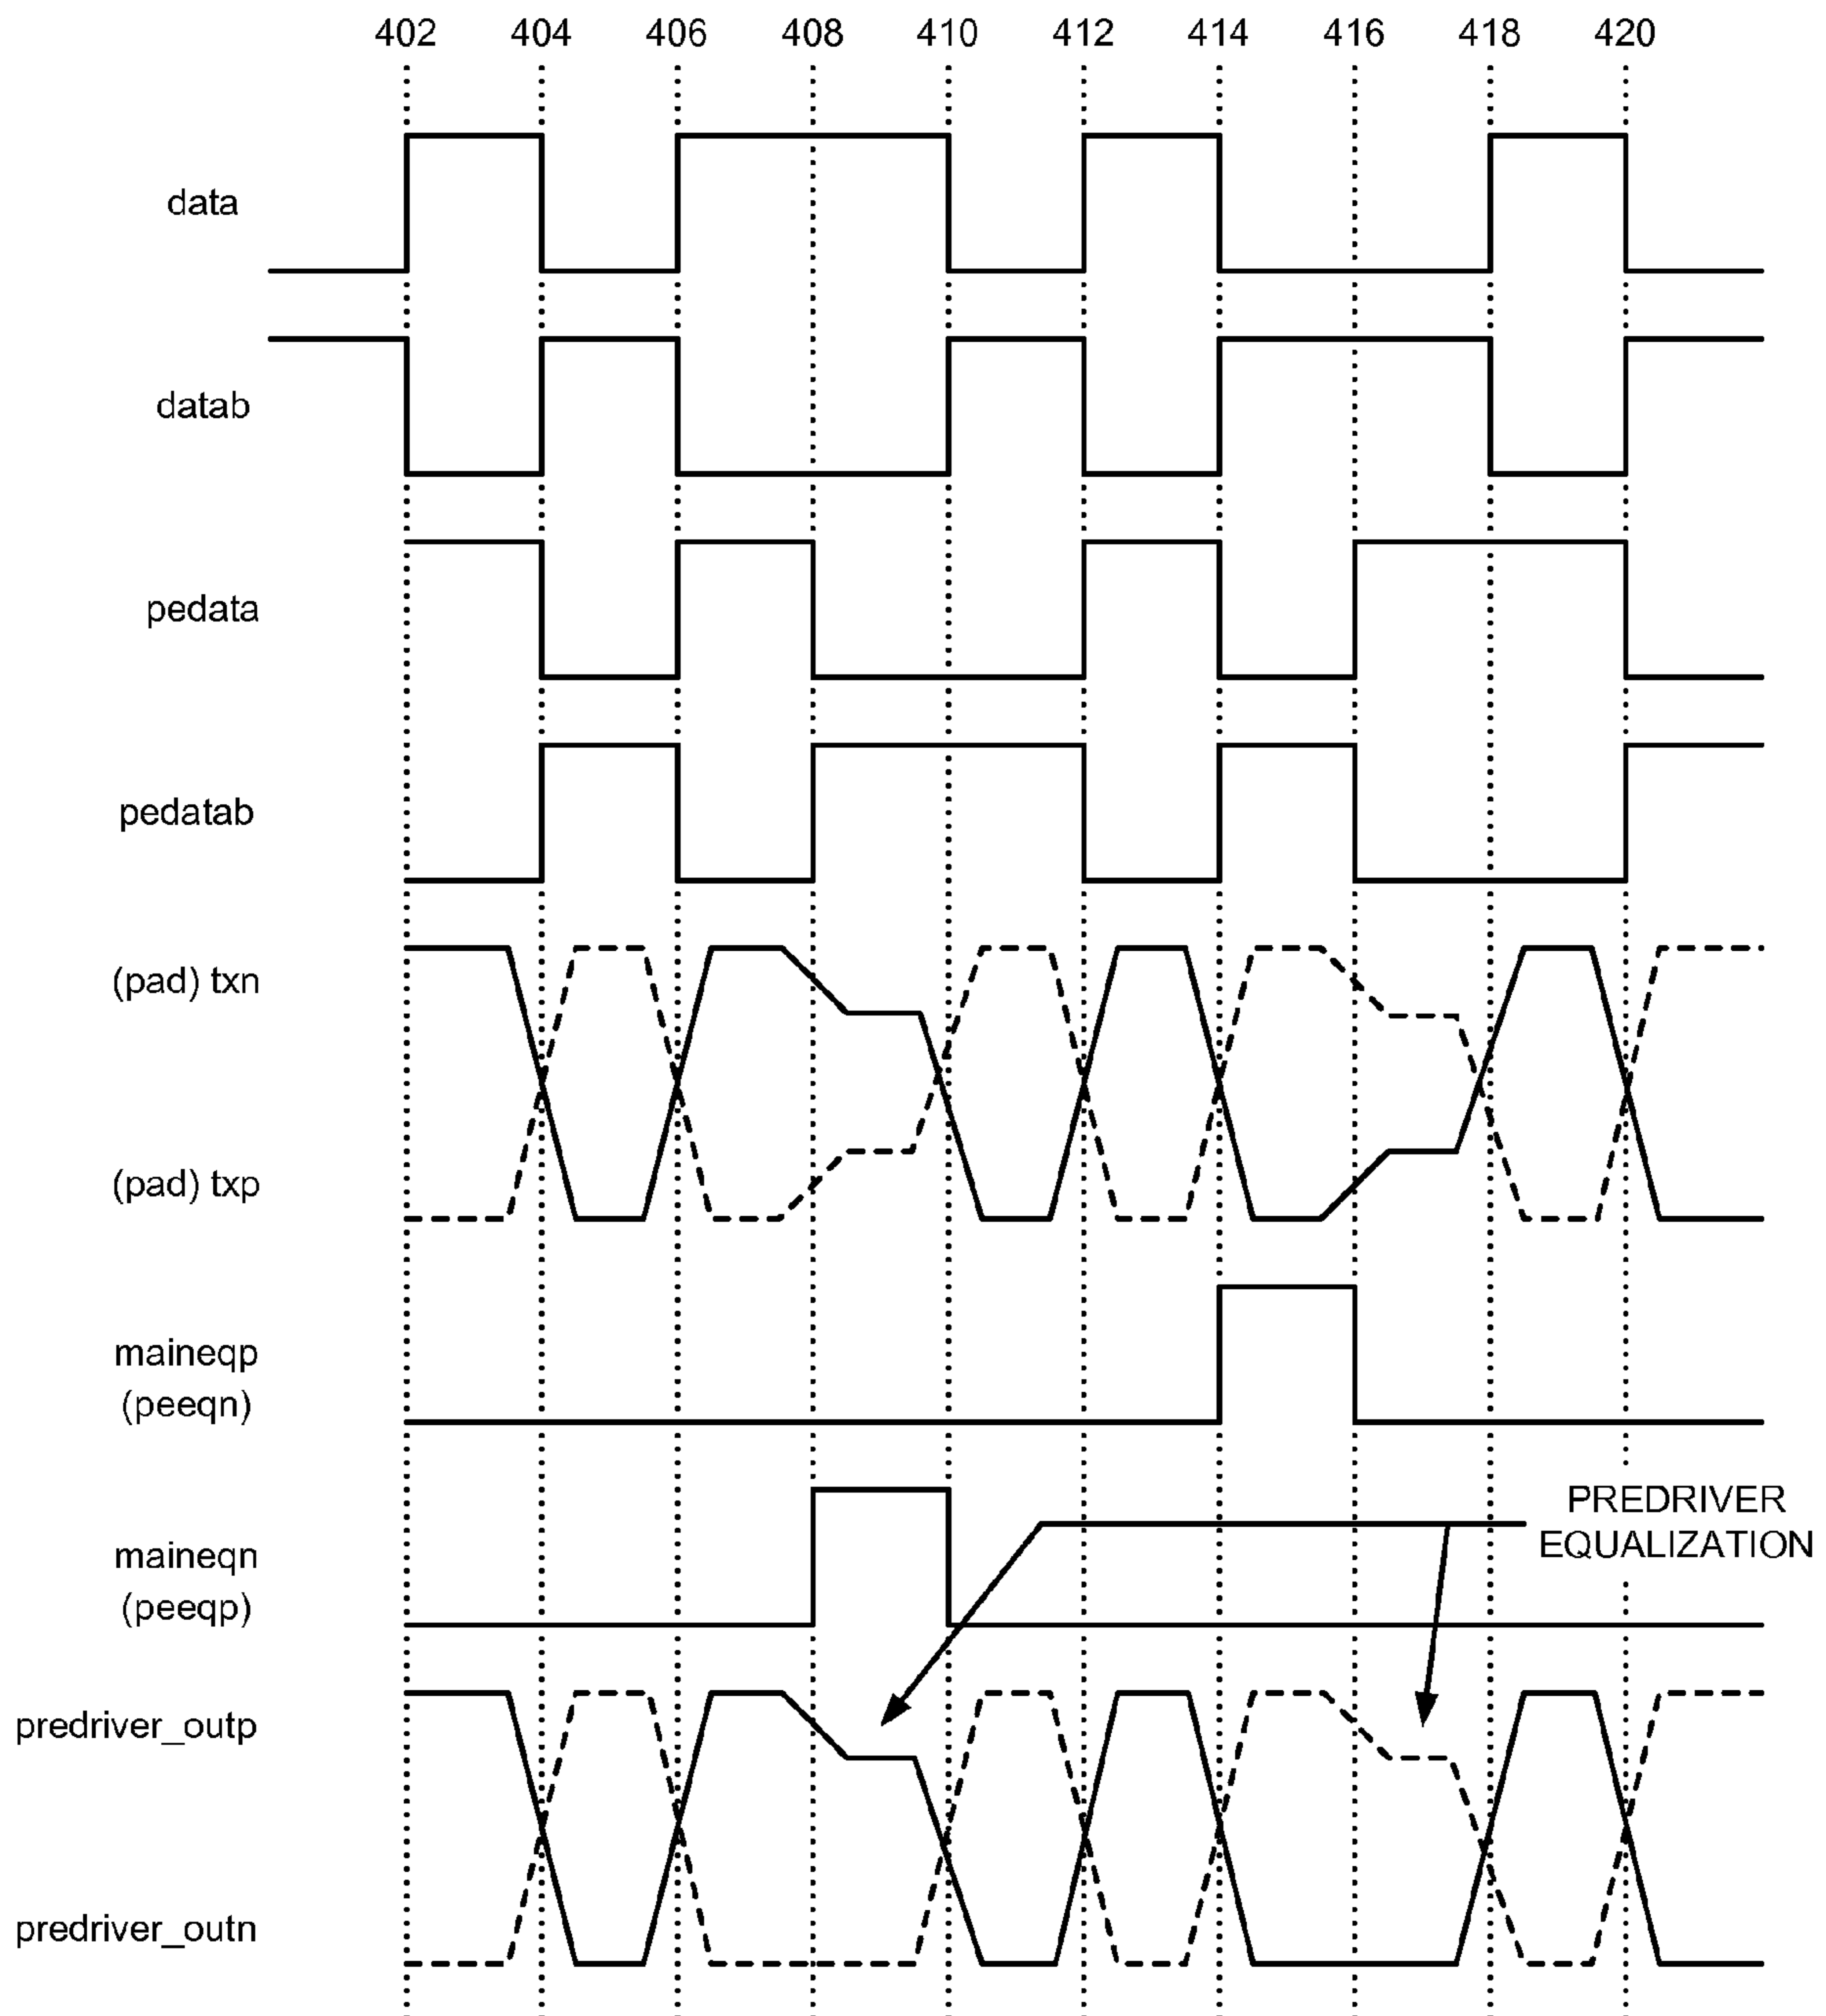 402 404 406 408 410 412 414 416 418 420
data
datab
pedata
pedatab
(pad) txn
(pad) txp
maineqp
(peeqn)
PREDRIVER
EQUALIZATION
maineqn
(peeqp)
predriver_outp
predriver_outn